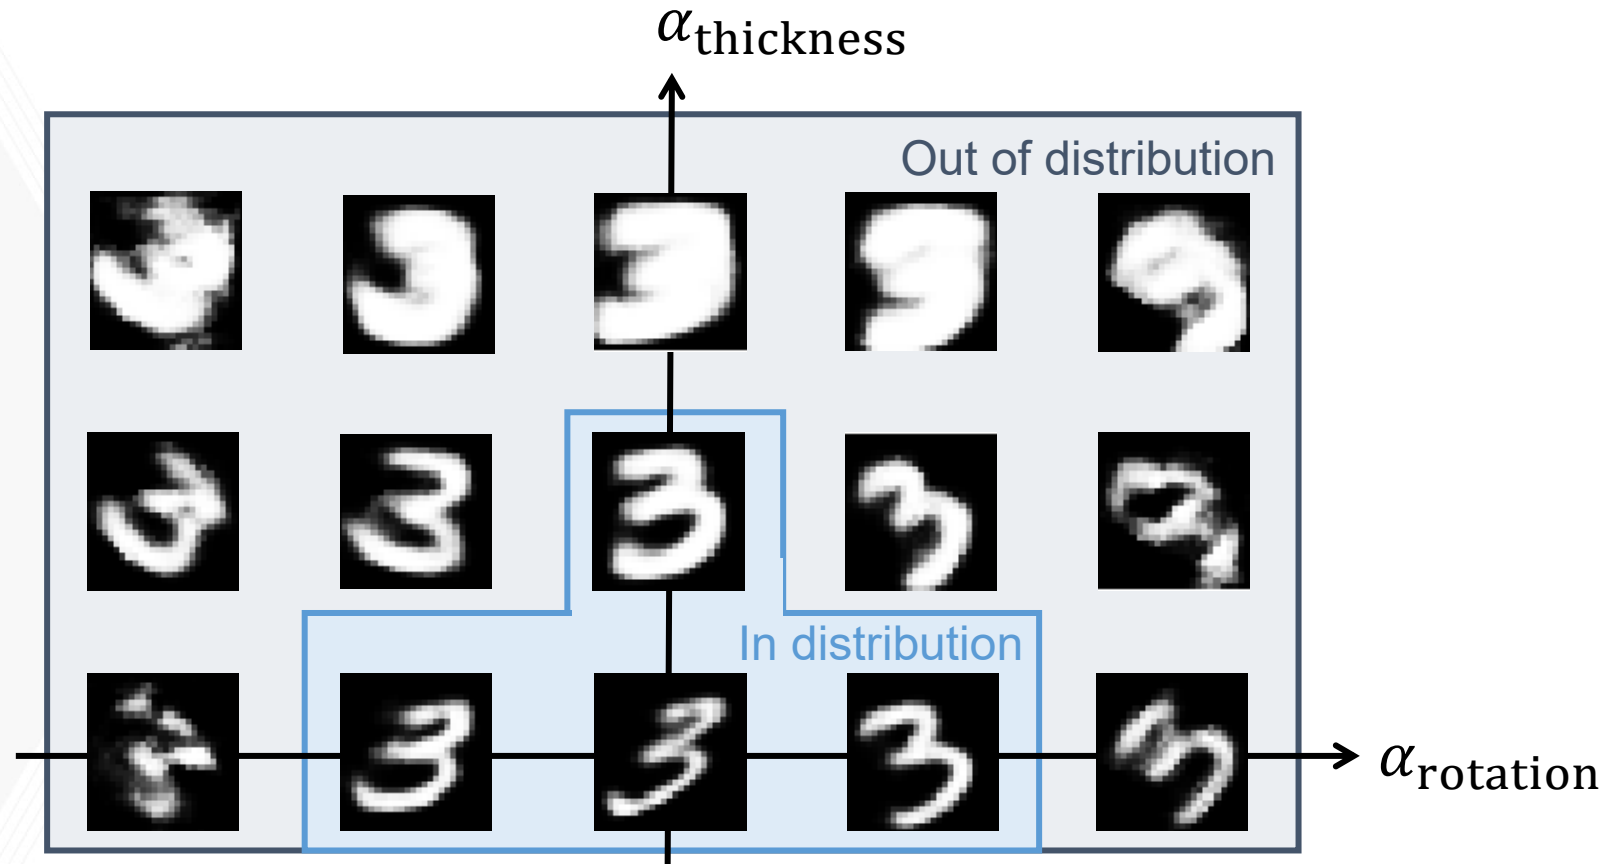 α_thickness
Out of distribution
In distribution
α_rotation